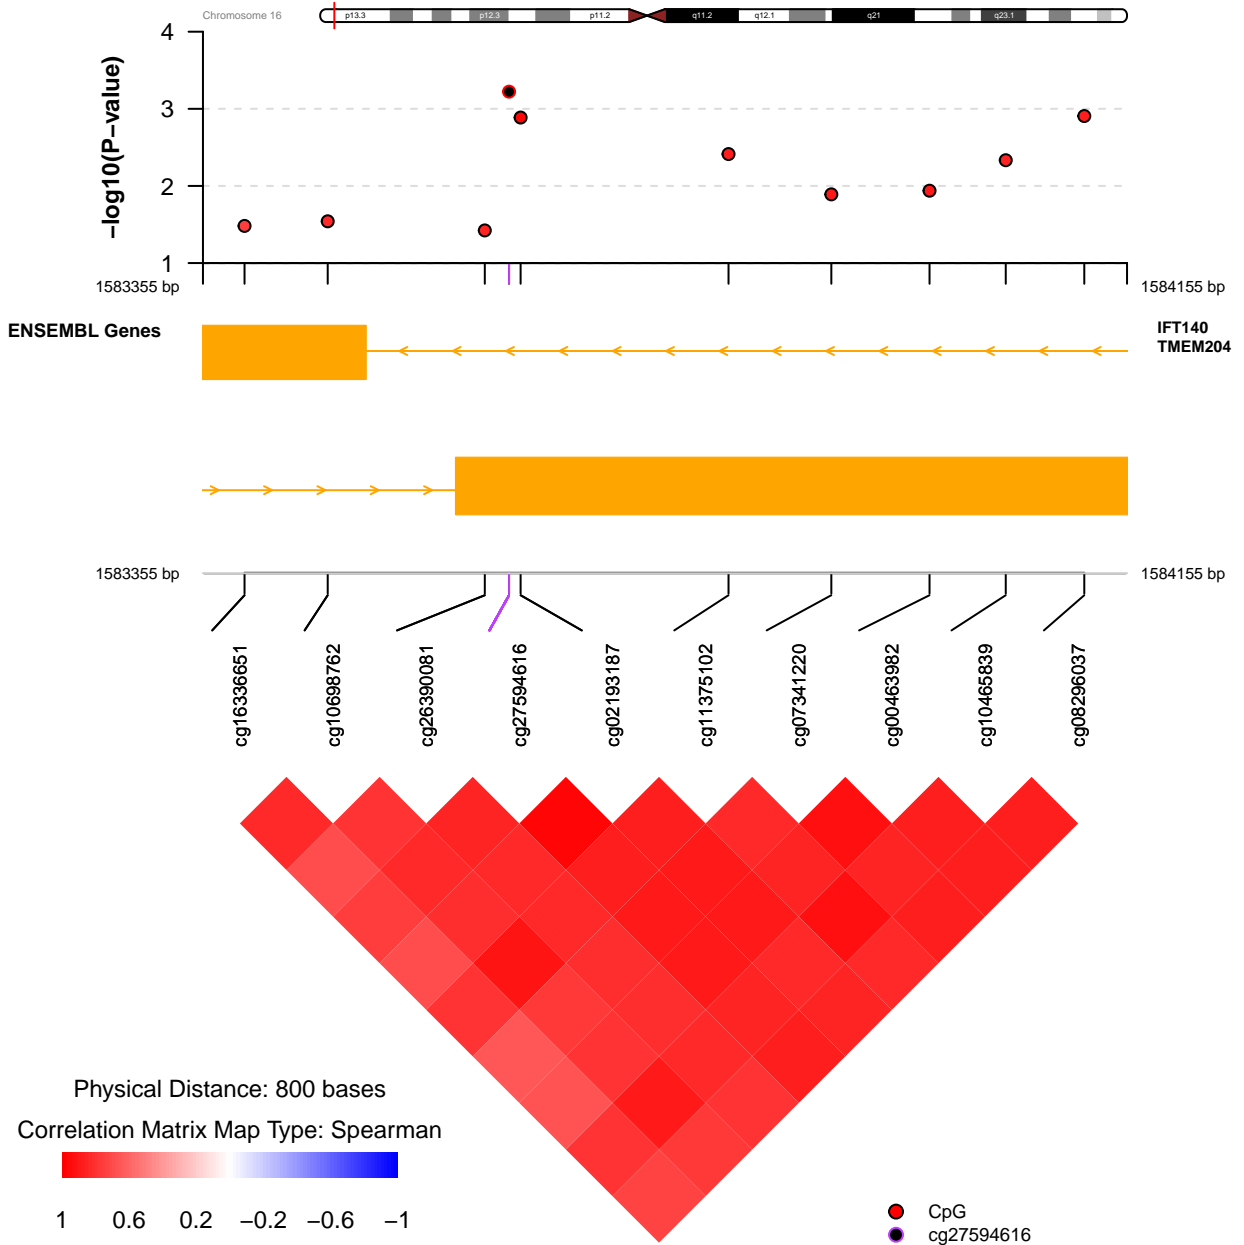 Chromosome 16
p13.3 p12.3 p11.2 q11.2 q12.1 q21 q23.1
−log10(P−value)
4
3
2
1
1583355 bp 1584155 bp
ENSEMBL Genes
IFT140
TMEM204
1583355 bp 1584155 bp
cg16336651
cg10698762
cg26390081
cg27594616
cg02193187
cg11375102
cg07341220
cg00463982
cg10465839
cg08296037
Physical Distance: 800 bases
Correlation Matrix Map Type: Spearman
1 0.6 0.2 −0.2 −0.6 −1
CpG
cg27594616